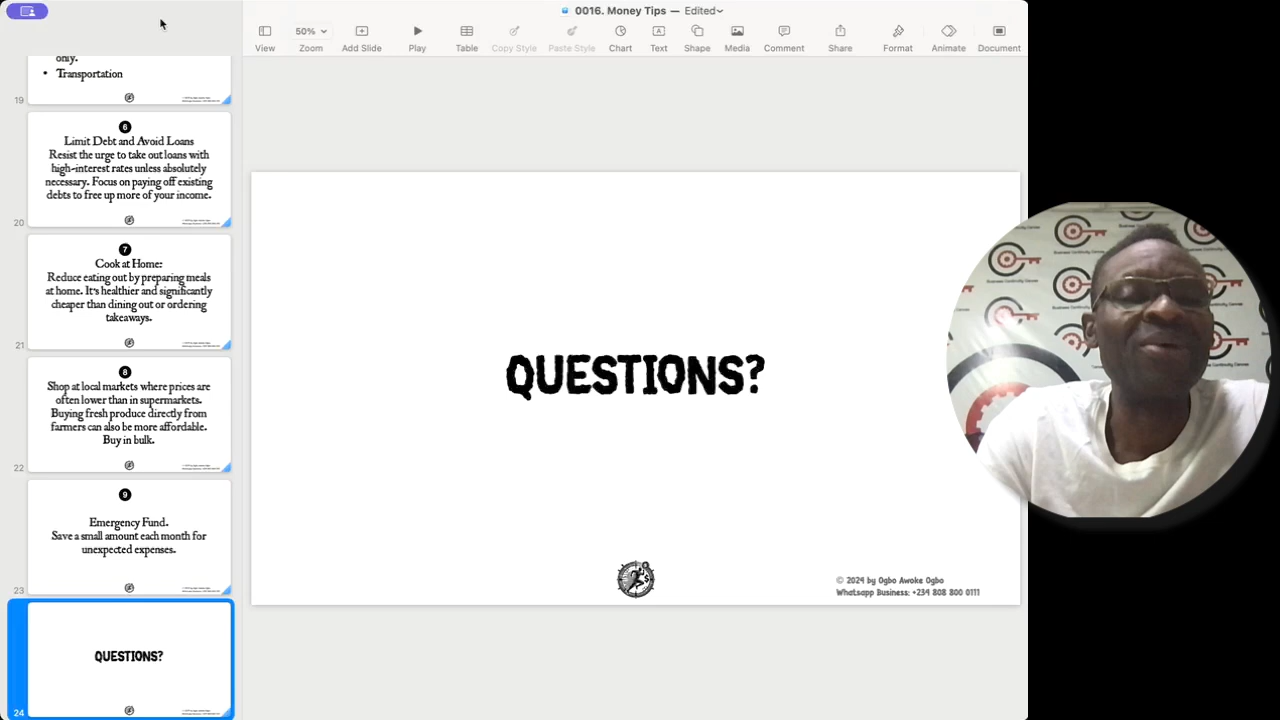 0016. Money Tips — Edited
50%
View
Zoom
Add Slide
Play
Table
Copy Style
Paste Style
Chart
Text
Shape
Media
Comment
Share
Format
Animate
Document
only.
• Transportation
19
6
Limit Debt and Avoid Loans
Resist the urge to take out loans with
high-interest rates unless absolutely
necessary. Focus on paying off existing
debts to free up more of your income.
20
7
Cook at Home:
Reduce eating out by preparing meals
at home. It's healthier and significantly
cheaper than dining out or ordering
takeaways.
21
8
Shop at local markets where prices are
often lower than in supermarkets.
Buying fresh produce directly from
farmers can also be more affordable.
Buy in bulk.
22
9
Emergency Fund.
Save a small amount each month for
unexpected expenses.
23
QUESTIONS?
24
QUESTIONS?
© 2024 by Ogbo Awoke Ogbo
Whatsapp Business: +234 808 800 0111
Business Continuity Canvas